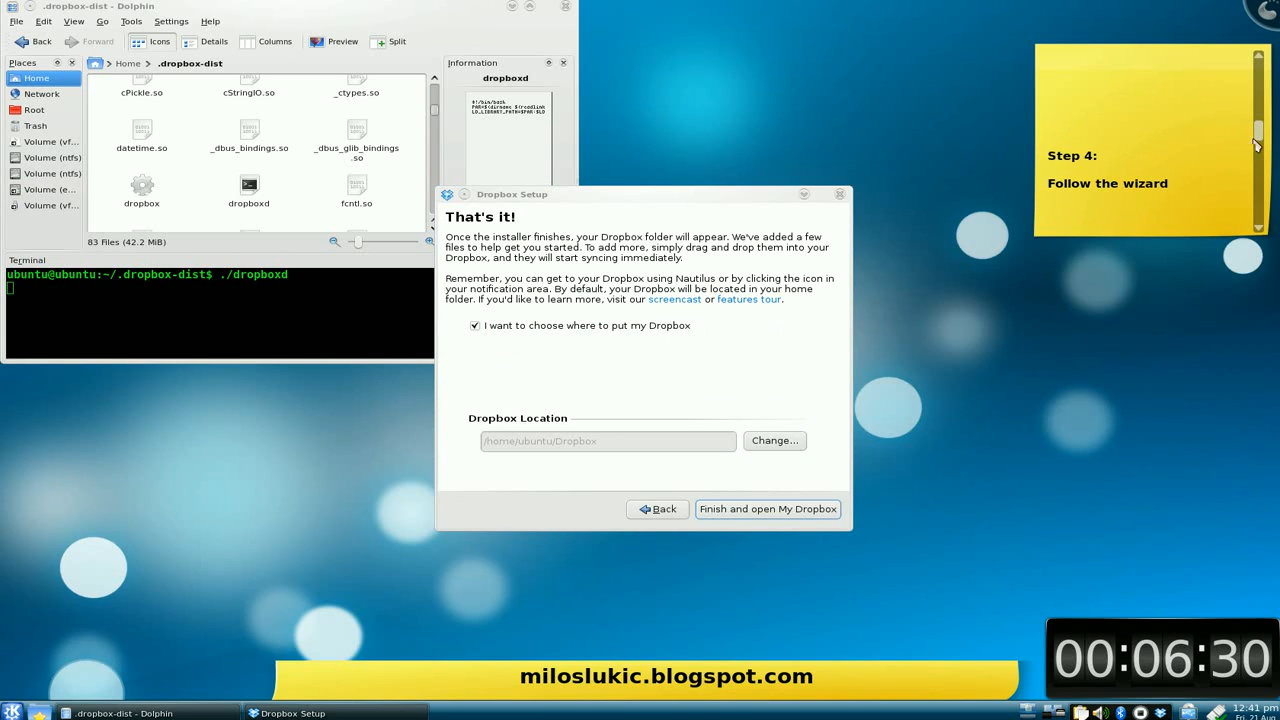 .dropbox-dist - Dolphin
File Edit View Go Tools Settings Help
Back Forward Icons Details Columns Preview Split
Places
Home
Network
Root
Trash
Volume (vf...
Volume (ntfs)
Volume (ntfs)
Volume (e...
Volume (vf...
Home .dropbox-dist
cPickle.so cStringIO.so _ctypes.so
datetime.so _dbus_bindings.so _dbus_glib_bindings
.so
dropbox dropboxd fcntl.so
83 Files (42.2 MiB)
Information
dropboxd
#!/bin/bash
Terminal
ubuntu@ubuntu:~/.dropbox-dist$ ./dropboxd
Dropbox Setup
That's it!
Once the installer finishes, your Dropbox folder will appear. We've added a few
files to help get you started. To add more, simply drag and drop them into your
Dropbox, and they will start syncing immediately.
Remember, you can get to your Dropbox using Nautilus or by clicking the icon in
your notification area. By default, your Dropbox will be located in your home
folder. If you'd like to learn more, visit our screencast or features tour.
I want to choose where to put my Dropbox
Dropbox Location
/home/ubuntu/Dropbox
Change...
Back
Finish and open My Dropbox
Step 4:
Follow the wizard
00:06:30
miloslukic.blogspot.com
.dropbox-dist - Dolphin
Dropbox Setup
12:41 pm